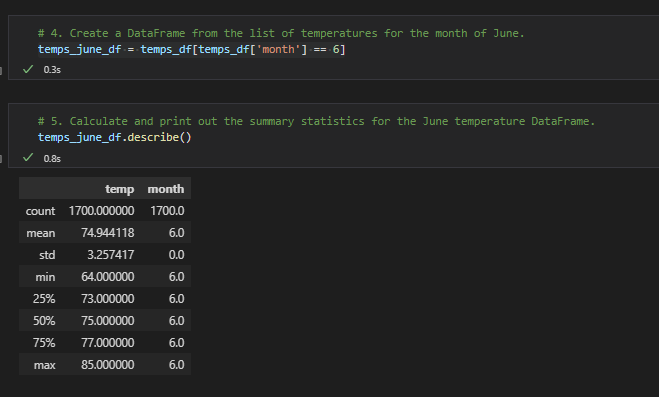 # 4. Create a DataFrame from the list of temperatures for the month of June.
temps_june_df = temps_df[temps_df['month'] == 6]
0.3s
# 5. Calculate and print out the summary statistics for the June temperature DataFrame.
temps_june_df.describe()
0.8s
temp month
count 1700.000000 1700.0
mean 74.944118 6.0
std 3.257417 0.0
min 64.000000 6.0
25% 73.000000 6.0
50% 75.000000 6.0
75% 77.000000 6.0
max 85.000000 6.0